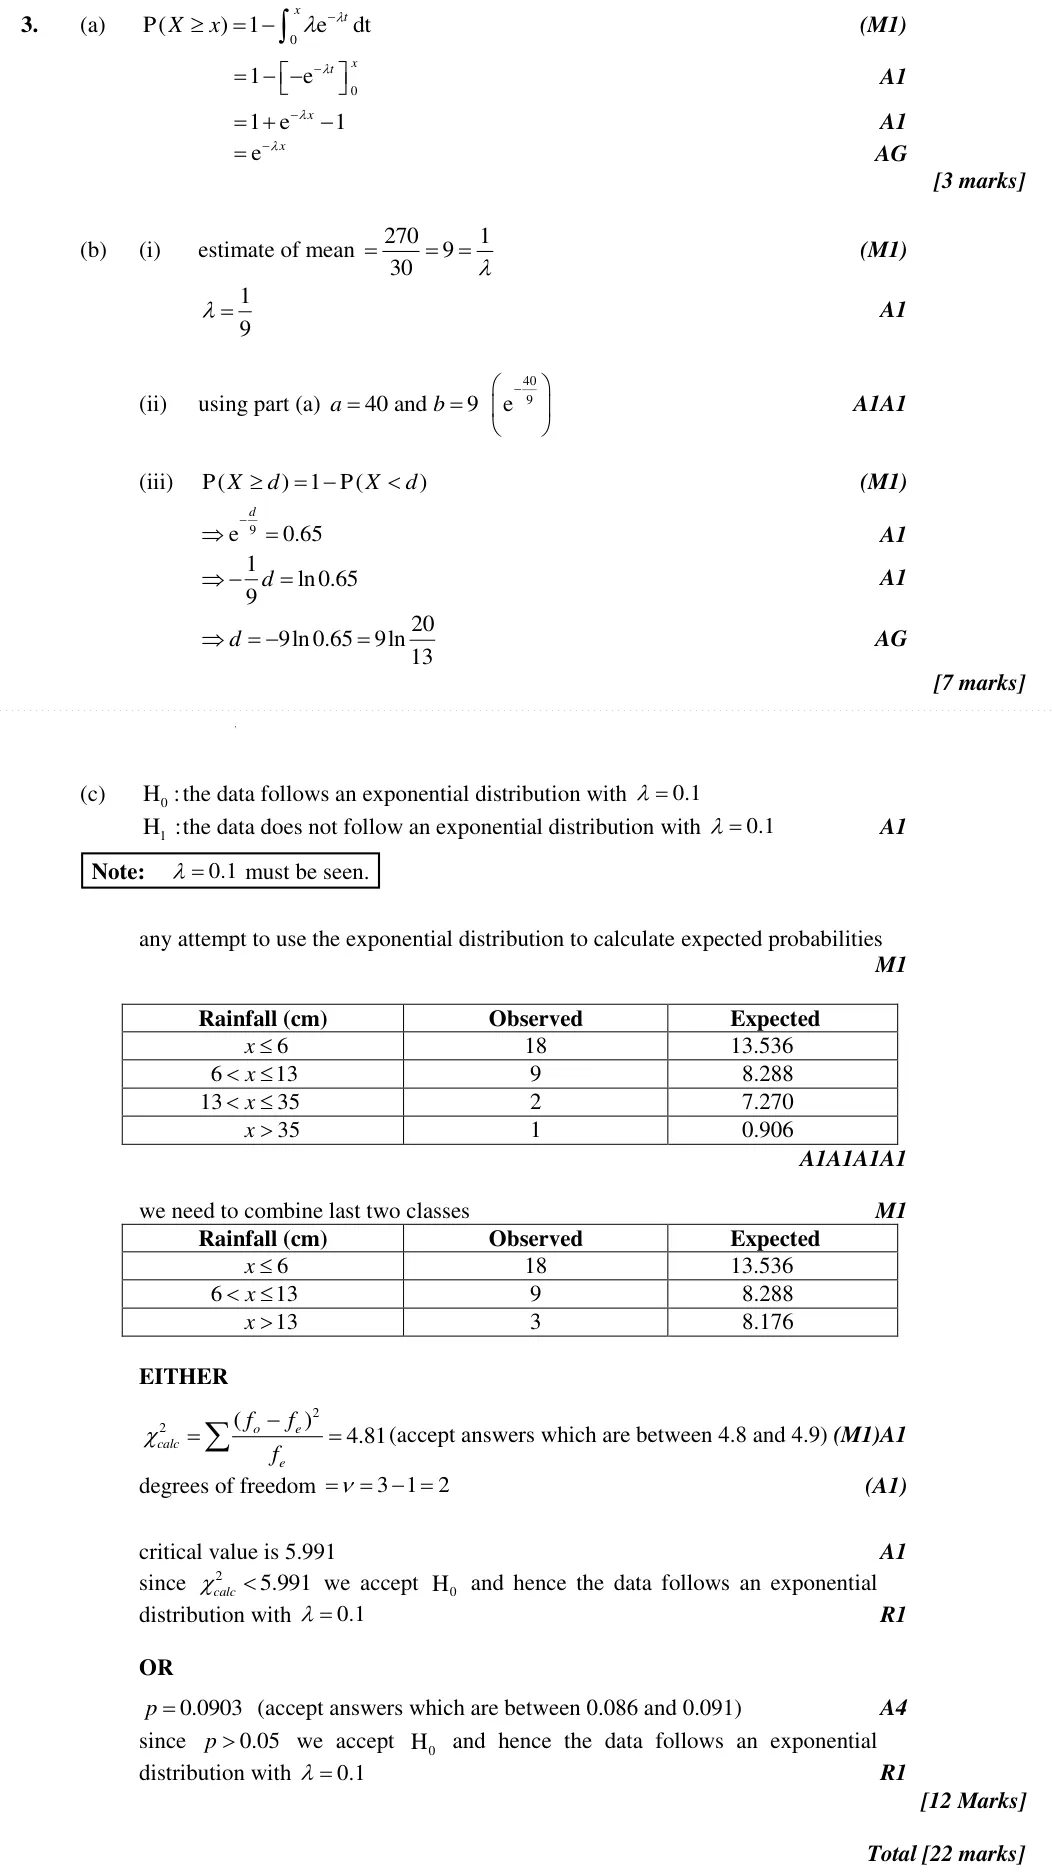 3. (a) P(X ≥ x) = 1 − ∫₀ˣ λe^(−λt) dt (M1)
= 1 − [−e^(−λt)]₀ˣ A1
= 1 + e^(−λx) − 1 A1
= e^(−λx) AG
[3 marks]
(b) (i) estimate of mean = 270/30 = 9 = 1/λ (M1)
λ = 1/9 A1
(ii) using part (a) a = 40 and b = 9 (e^(−40/9)) A1A1
(iii) P(X ≥ d) = 1 − P(X < d) (M1)
⇒ e^(−d/9) = 0.65 A1
⇒ −1/9 d = ln 0.65 A1
⇒ d = −9ln 0.65 = 9ln 20/13 AG
[7 marks]
(c) H₀ : the data follows an exponential distribution with λ = 0.1
H₁ : the data does not follow an exponential distribution with λ = 0.1 A1
Note: λ = 0.1 must be seen.
any attempt to use the exponential distribution to calculate expected probabilities
M1
Rainfall (cm) Observed Expected
x ≤ 6 18 13.536
6 < x ≤ 13 9 8.288
13 < x ≤ 35 2 7.270
x > 35 1 0.906
A1A1A1A1
we need to combine last two classes M1
Rainfall (cm) Observed Expected
x ≤ 6 18 13.536
6 < x ≤ 13 9 8.288
x > 13 3 8.176
EITHER
χ²calc = ∑ (fₒ − fₑ)²/fₑ = 4.81 (accept answers which are between 4.8 and 4.9) (M1)A1
degrees of freedom = ν = 3 − 1 = 2 (A1)
critical value is 5.991 A1
since χ²calc < 5.991 we accept H₀ and hence the data follows an exponential
distribution with λ = 0.1 R1
OR
p = 0.0903 (accept answers which are between 0.086 and 0.091) A4
since p > 0.05 we accept H₀ and hence the data follows an exponential
distribution with λ = 0.1 R1
[12 Marks]
Total [22 marks]